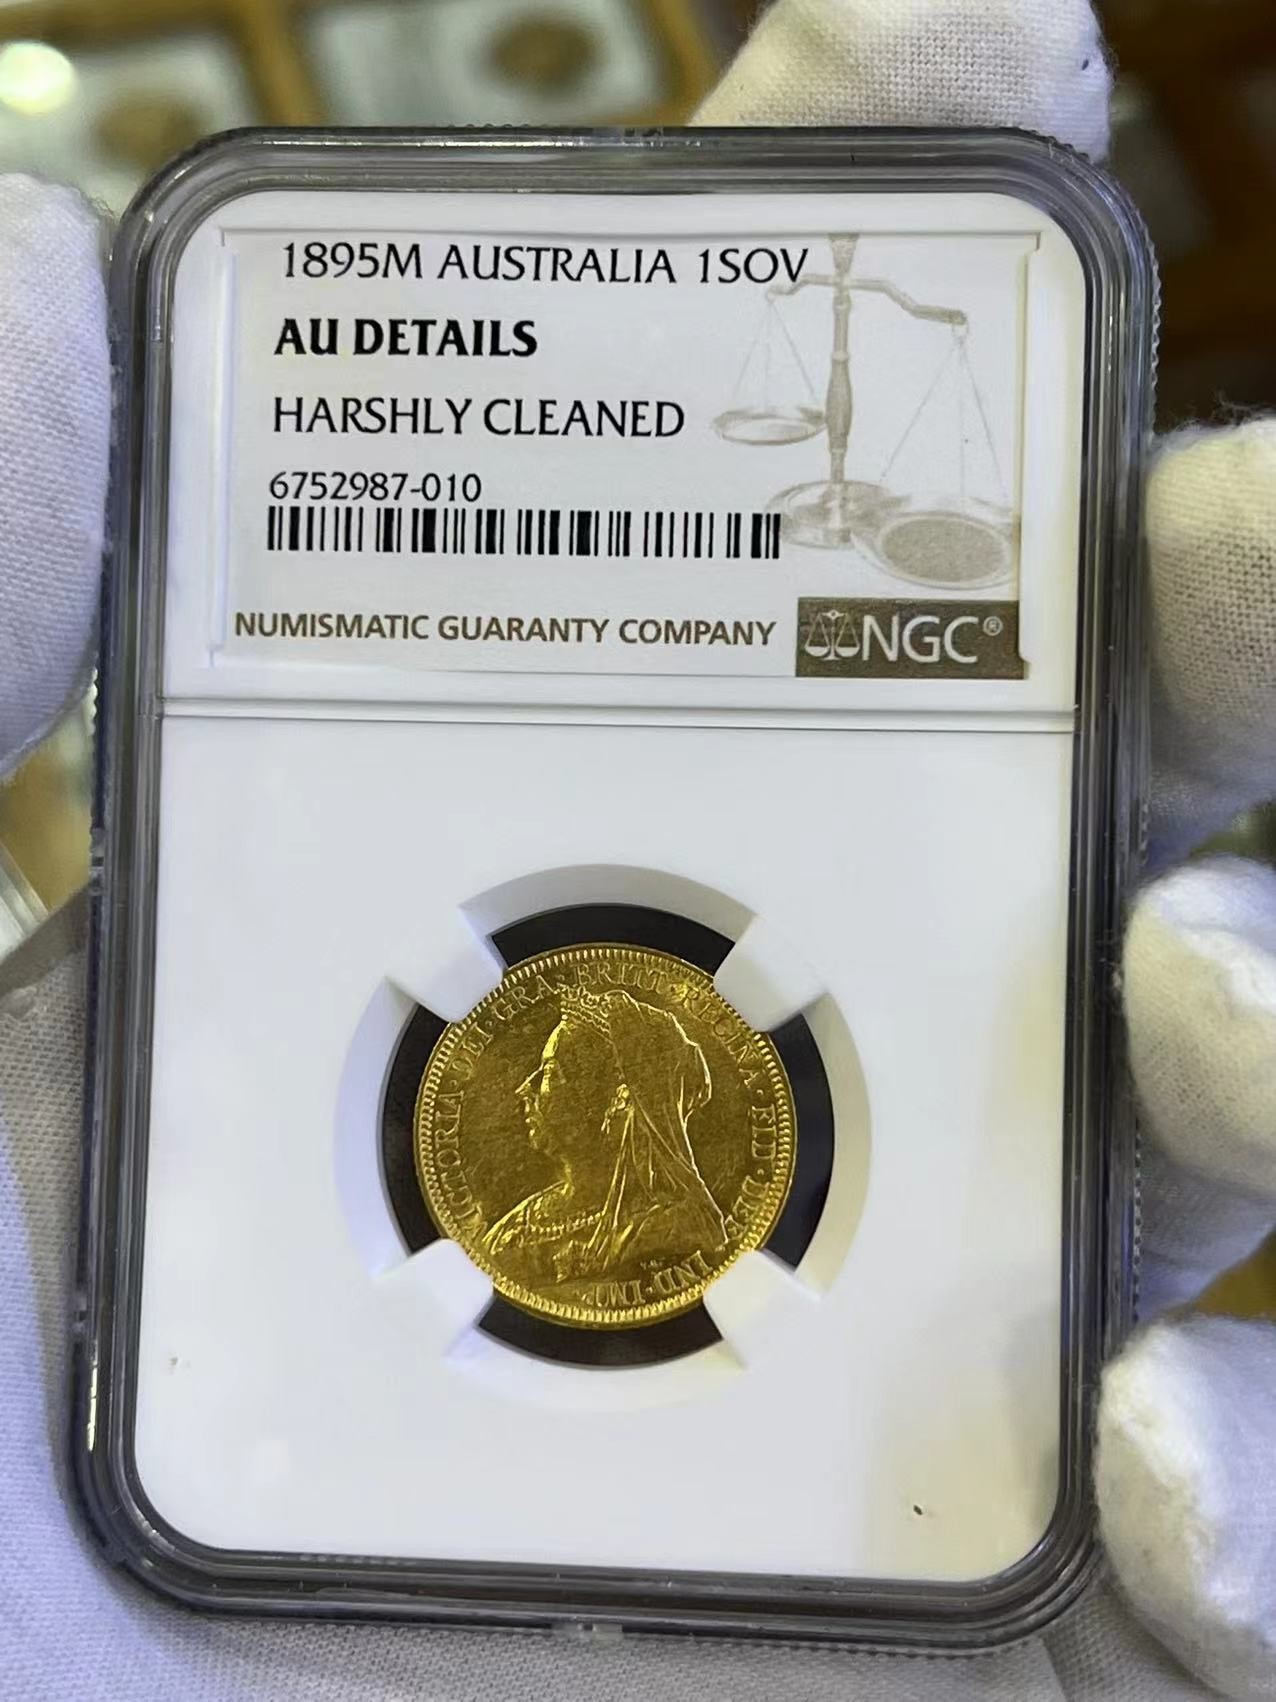 1895M AUSTRALIA 1SOV
AU DETAILS
HARSHLY CLEANED
6752987-010
NUMISMATIC GUARANTY COMPANY NGC®
VICTORIA·DEI·GRA·BRITT·REGINA·FID·DEF·IND·IMP·
T.B.